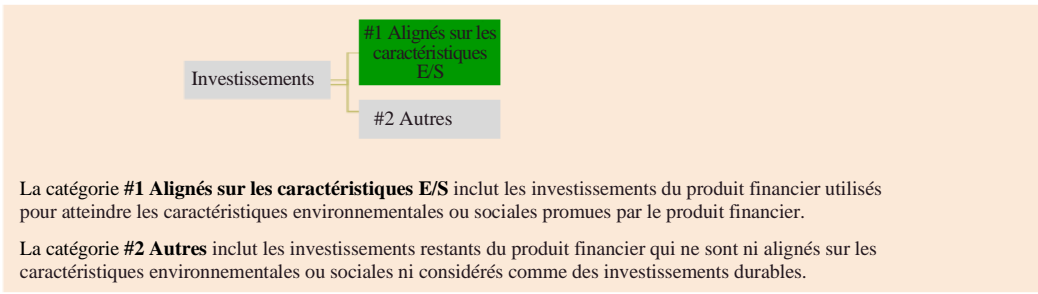 #1 Alignés sur les
caractéristiques
E/S
Investissements
#2 Autres
La catégorie #1 Alignés sur les caractéristiques E/S inclut les investissements du produit financier utilisés
pour atteindre les caractéristiques environnementales ou sociales promues par le produit financier.
La catégorie #2 Autres inclut les investissements restants du produit financier qui ne sont ni alignés sur les
caractéristiques environnementales ou sociales ni considérés comme des investissements durables.